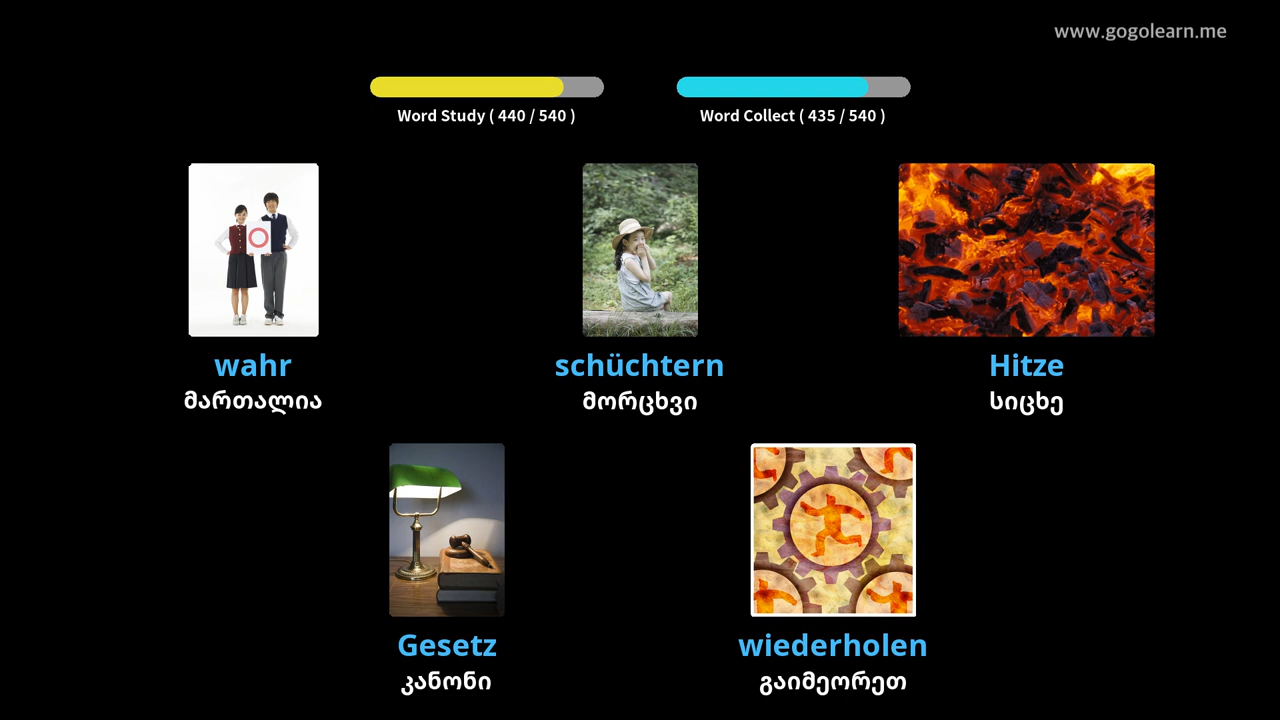 www.gogolearn.me
Word Study ( 440 / 540 )
Word Collect ( 435 / 540 )
wahr
მართალია
schüchtern
მორცხვი
Hitze
სიცხე
Gesetz
კანონი
wiederholen
გაიმეორეთ